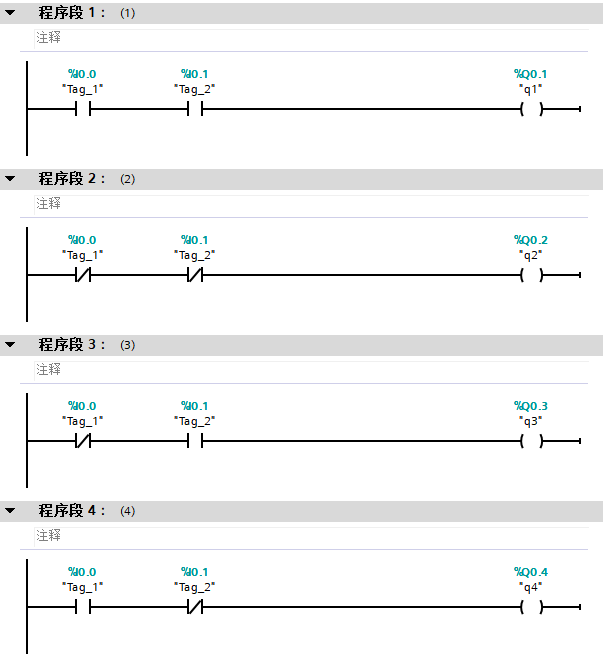 程序段 1： (1)
注释
%I0.0 %I0.1 %Q0.1
"Tag_1" "Tag_2" "q1"
程序段 2： (2)
注释
%I0.0 %I0.1 %Q0.2
"Tag_1" "Tag_2" "q2"
程序段 3： (3)
注释
%I0.0 %I0.1 %Q0.3
"Tag_1" "Tag_2" "q3"
程序段 4： (4)
注释
%I0.0 %I0.1 %Q0.4
"Tag_1" "Tag_2" "q4"